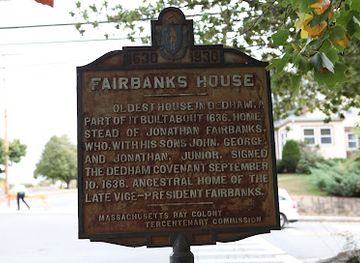 1630 1930
FAIRBANKS HOUSE
OLDEST HOUSE IN DEDHAM. A
PART OF IT BUILT ABOUT 1636. HOME-
STEAD OF JONATHAN FAIRBANKS,
WHO, WITH HIS SONS JOHN, GEORGE,
AND JONATHAN, JUNIOR, SIGNED
THE DEDHAM COVENANT SEPTEMBER
10, 1636. ANCESTRAL HOME OF THE
LATE VICE-PRESIDENT FAIRBANKS.
MASSACHUSETTS BAY COLONY
TERCENTENARY COMMISSION